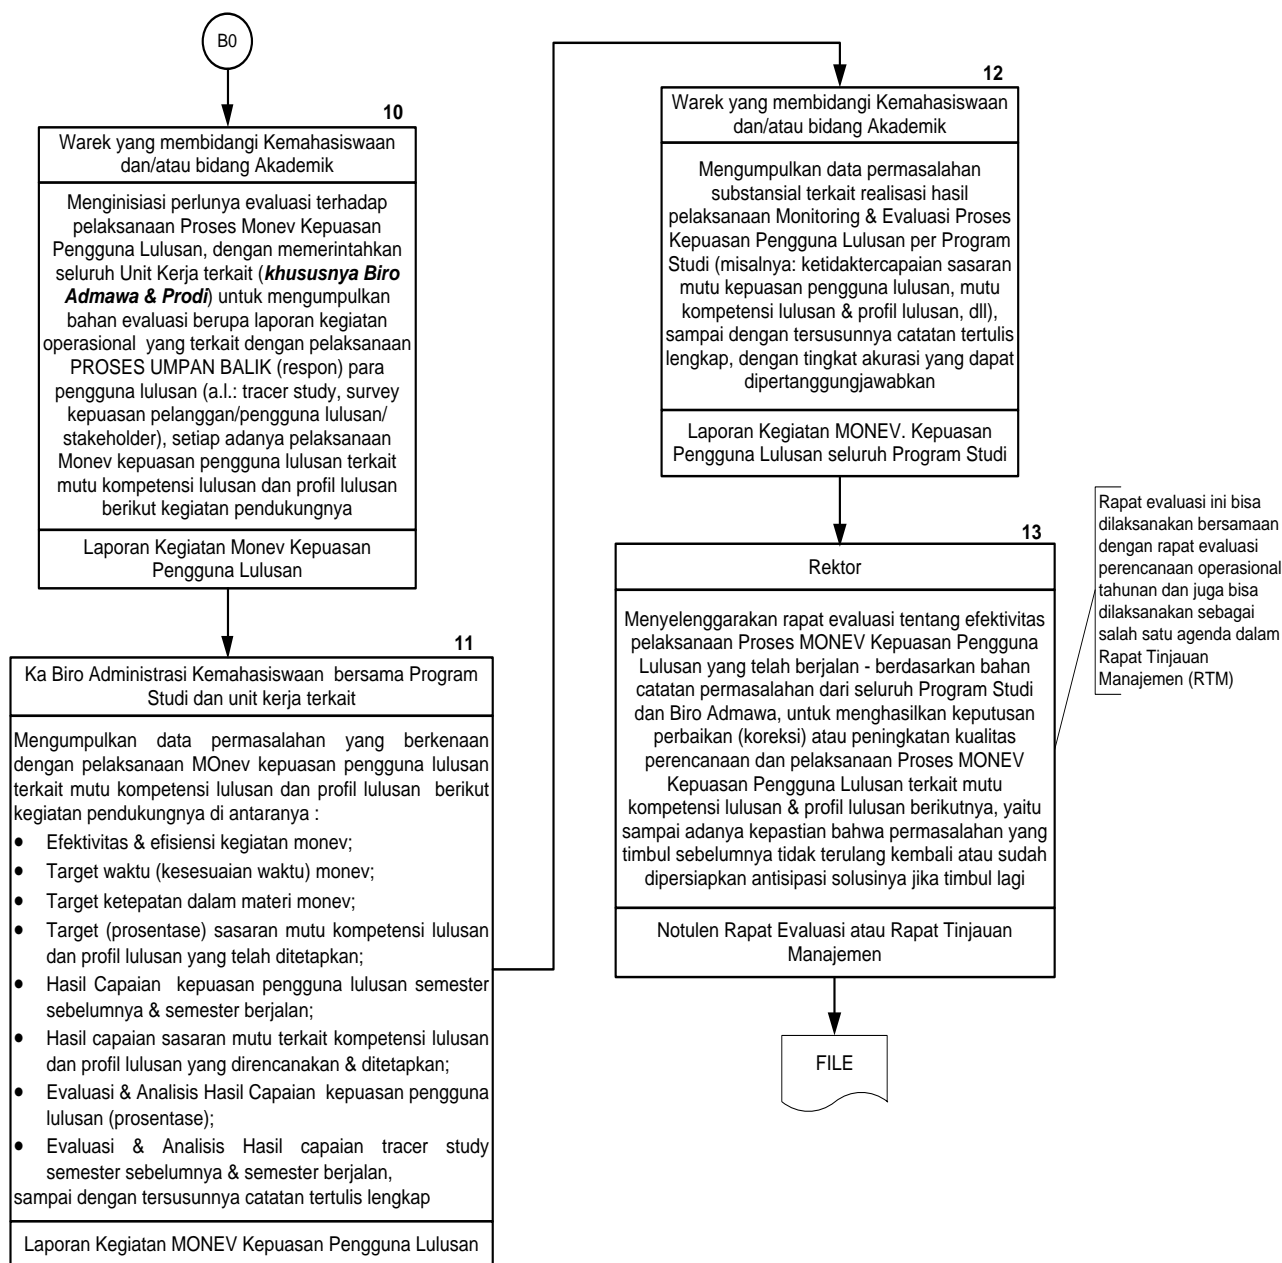 B0
10
Warek yang membidangi Kemahasiswaan
dan/atau bidang Akademik
Menginisiasi perlunya evaluasi terhadap
pelaksanaan Proses Monev Kepuasan
Pengguna Lulusan, dengan memerintahkan
seluruh Unit Kerja terkait (khususnya Biro
Admawa & Prodi) untuk mengumpulkan
bahan evaluasi berupa laporan kegiatan
operasional yang terkait dengan pelaksanaan
PROSES UMPAN BALIK (respon) para
pengguna lulusan (a.l.: tracer study, survey
kepuasan pelanggan/pengguna lulusan/
stakeholder), setiap adanya pelaksanaan
Monev kepuasan pengguna lulusan terkait
mutu kompetensi lulusan dan profil lulusan
berikut kegiatan pendukungnya
Laporan Kegiatan Monev Kepuasan
Pengguna Lulusan
11
Ka Biro Administrasi Kemahasiswaan bersama Program
Studi dan unit kerja terkait
Mengumpulkan data permasalahan yang berkenaan
dengan pelaksanaan MOnev kepuasan pengguna lulusan
terkait mutu kompetensi lulusan dan profil lulusan berikut
kegiatan pendukungnya di antaranya :
● Efektivitas & efisiensi kegiatan monev;
● Target waktu (kesesuaian waktu) monev;
● Target ketepatan dalam materi monev;
● Target (prosentase) sasaran mutu kompetensi lulusan
dan profil lulusan yang telah ditetapkan;
● Hasil Capaian kepuasan pengguna lulusan semester
sebelumnya & semester berjalan;
● Hasil capaian sasaran mutu terkait kompetensi lulusan
dan profil lulusan yang direncanakan & ditetapkan;
● Evaluasi & Analisis Hasil Capaian kepuasan pengguna
lulusan (prosentase);
● Evaluasi & Analisis Hasil capaian tracer study
semester sebelumnya & semester berjalan,
sampai dengan tersusunnya catatan tertulis lengkap
Laporan Kegiatan MONEV Kepuasan Pengguna Lulusan
12
Warek yang membidangi Kemahasiswaan
dan/atau bidang Akademik
Mengumpulkan data permasalahan
substansial terkait realisasi hasil
pelaksanaan Monitoring & Evaluasi Proses
Kepuasan Pengguna Lulusan per Program
Studi (misalnya: ketidaktercapaian sasaran
mutu kepuasan pengguna lulusan, mutu
kompetensi lulusan & profil lulusan, dll),
sampai dengan tersusunnya catatan tertulis
lengkap, dengan tingkat akurasi yang dapat
dipertanggungjawabkan
Laporan Kegiatan MONEV. Kepuasan
Pengguna Lulusan seluruh Program Studi
13
Rektor
Menyelenggarakan rapat evaluasi tentang efektivitas
pelaksanaan Proses MONEV Kepuasan Pengguna
Lulusan yang telah berjalan - berdasarkan bahan
catatan permasalahan dari seluruh Program Studi
dan Biro Admawa, untuk menghasilkan keputusan
perbaikan (koreksi) atau peningkatan kualitas
perencanaan dan pelaksanaan Proses MONEV
Kepuasan Pengguna Lulusan terkait mutu
kompetensi lulusan & profil lulusan berikutnya, yaitu
sampai adanya kepastian bahwa permasalahan yang
timbul sebelumnya tidak terulang kembali atau sudah
dipersiapkan antisipasi solusinya jika timbul lagi
Notulen Rapat Evaluasi atau Rapat Tinjauan
Manajemen
FILE
Rapat evaluasi ini bisa
dilaksanakan bersamaan
dengan rapat evaluasi
perencanaan operasional
tahunan dan juga bisa
dilaksanakan sebagai
salah satu agenda dalam
Rapat Tinjauan
Manajemen (RTM)